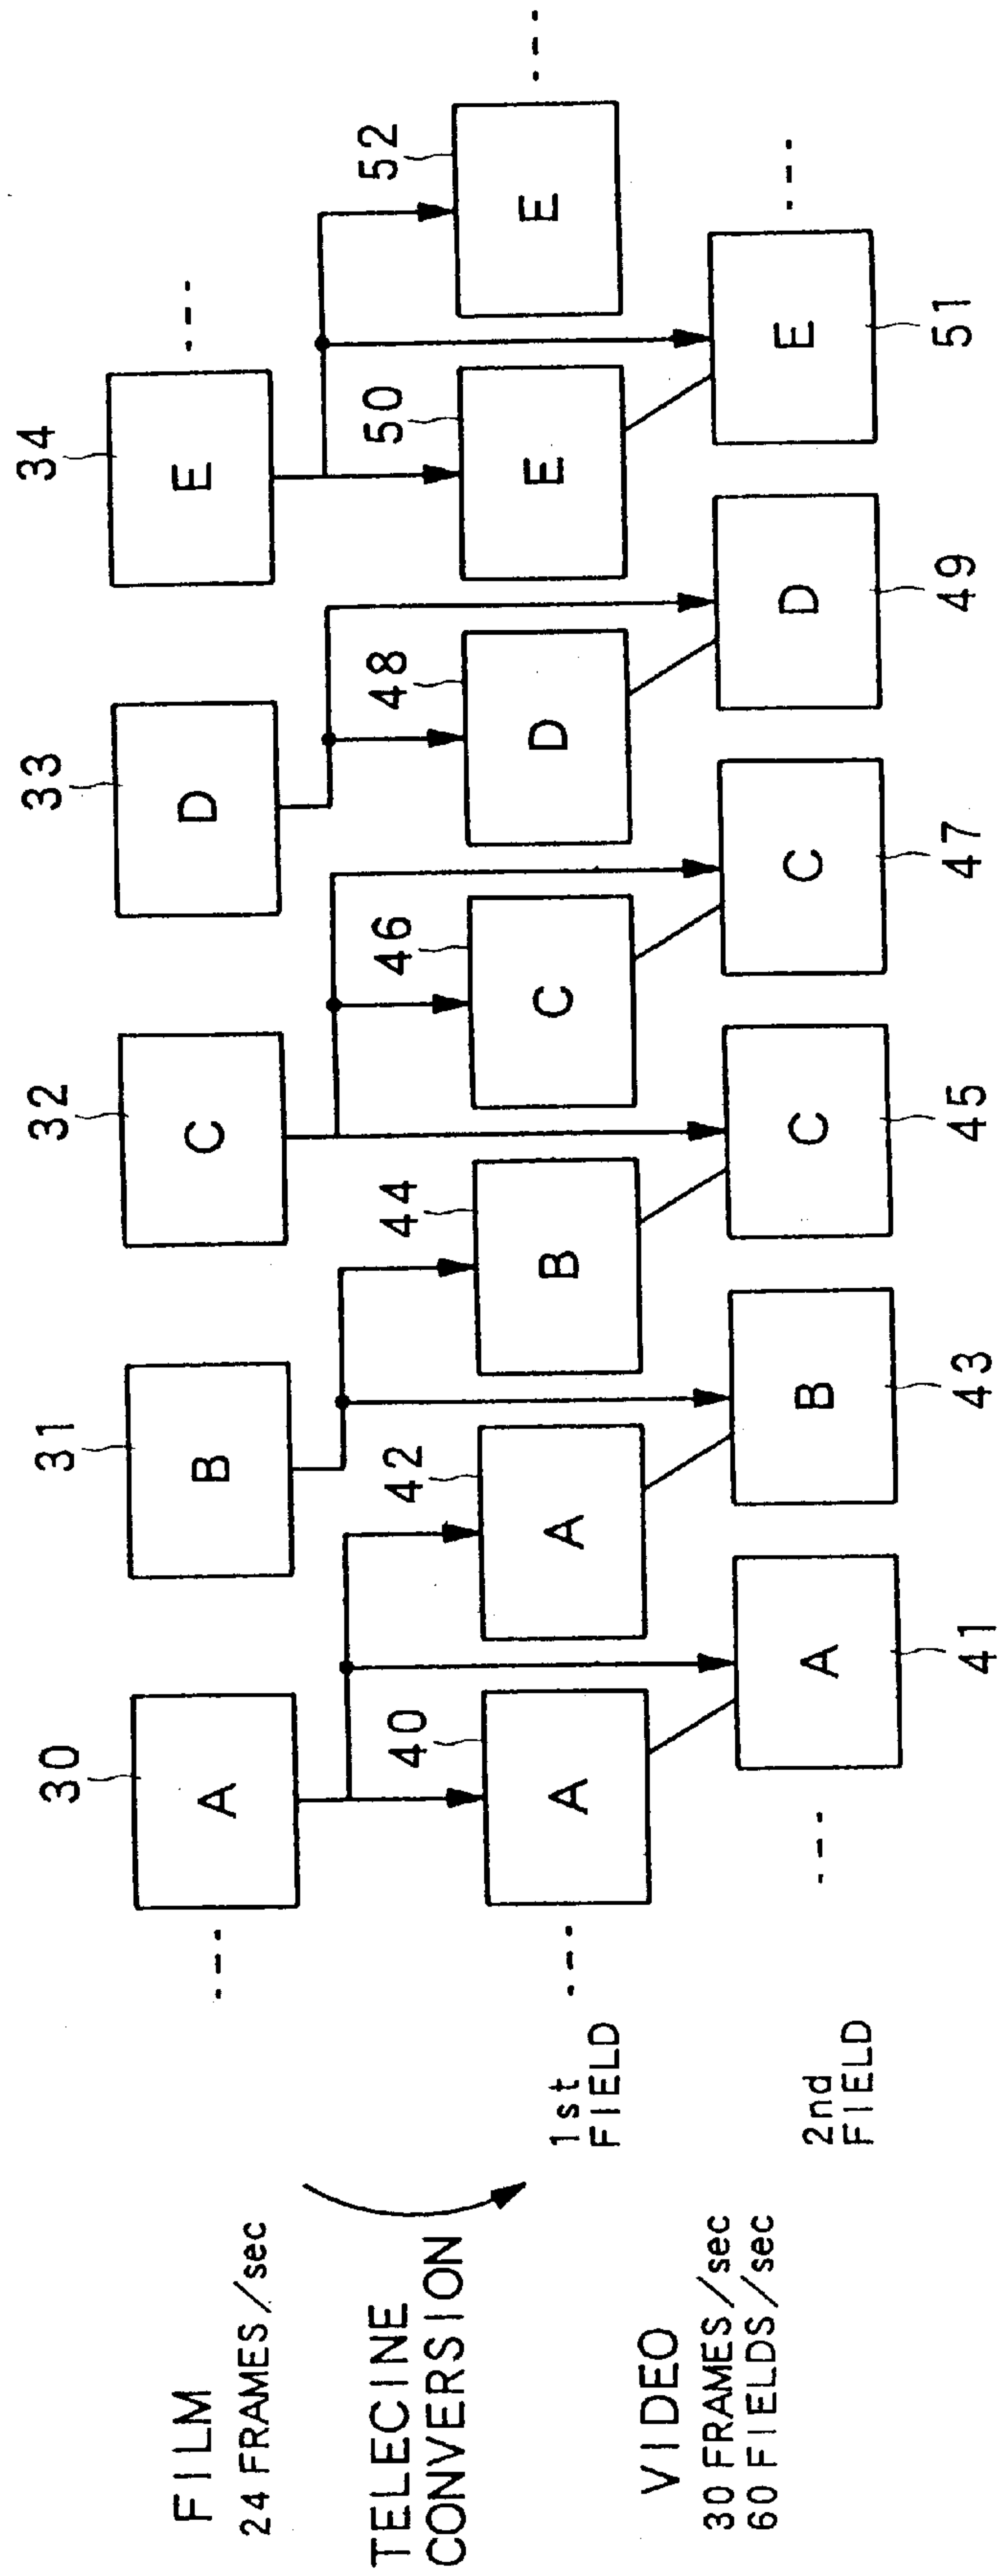 FILM
24 FRAMES/sec
30
31
32
33
34
A
B
C
D
E
TELECINE
CONVERSION
40
42
44
46
48
50
52
1st
FIELD
A
A
B
C
D
E
E
VIDEO
30 FRAMES/sec
60 FIELDS/sec
2nd
FIELD
A
B
C
C
D
E
41
43
45
47
49
51